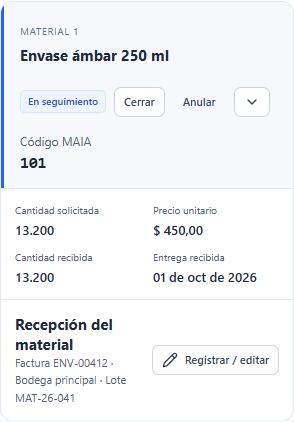 MATERIAL 1
Envase ámbar 250 ml
En seguimiento
Cerrar
Anular
Código MAIA
101
Cantidad solicitada
Precio unitario
13.200
$ 450,00
Cantidad recibida
Entrega recibida
13.200
01 de oct de 2026
Recepción del
material
Factura ENV-00412 ·
Bodega principal · Lote
MAT-26-041
Registrar / editar